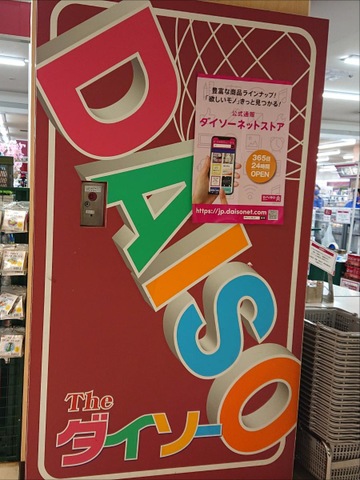 DAISO
豊富な商品ラインナップ!
「欲しいモノ」きっと見つかる!
公式通販
ダイソーネットストア
365日
24時間
OPEN
https://jp.daisonet.com
The
ダイソー